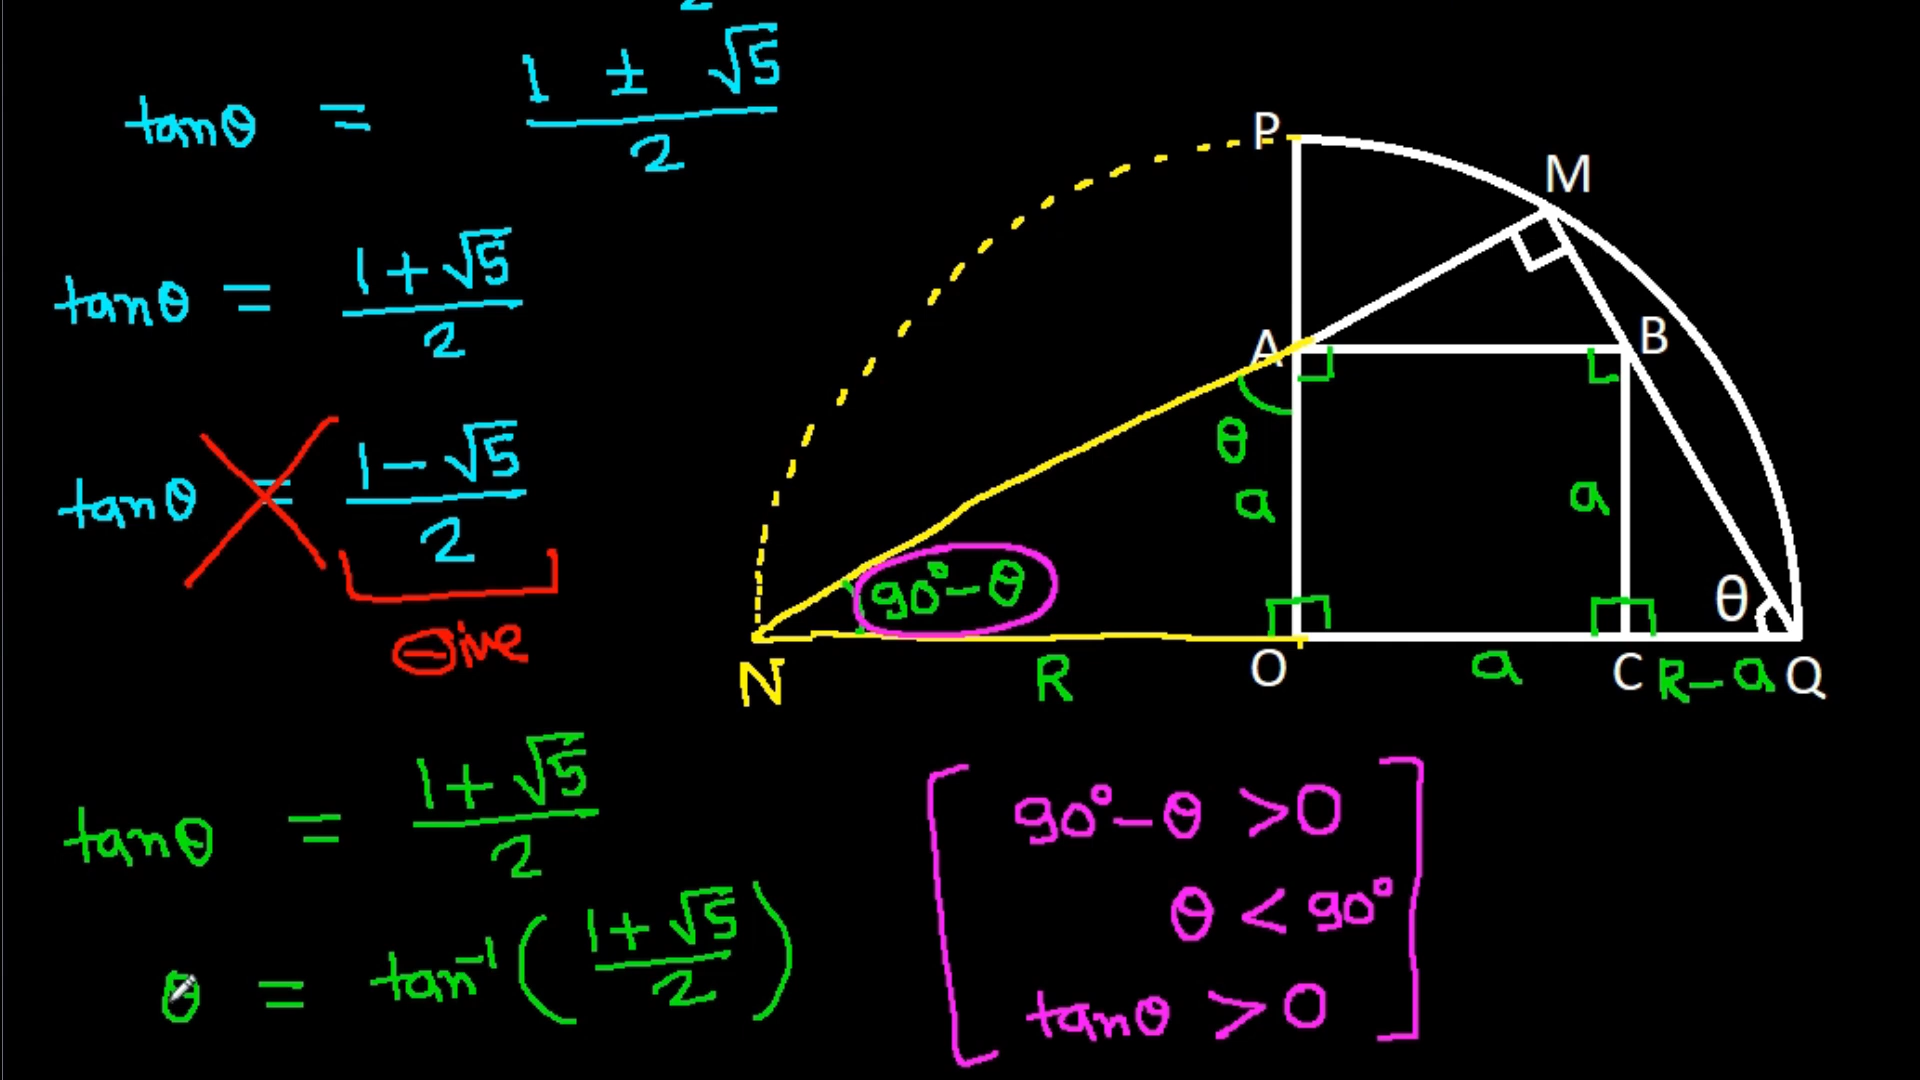 tanθ = (1 ± √5)/2
tanθ = (1 + √5)/2
tanθ = (1 - √5)/2
⊖ive
tanθ = (1 + √5)/2
θ = tan⁻¹((1 + √5)/2)
P
M
A
B
θ
a
a
90° - θ
θ
N
R
O
a
C
R - a
Q
90° - θ > 0
θ < 90°
tanθ > 0